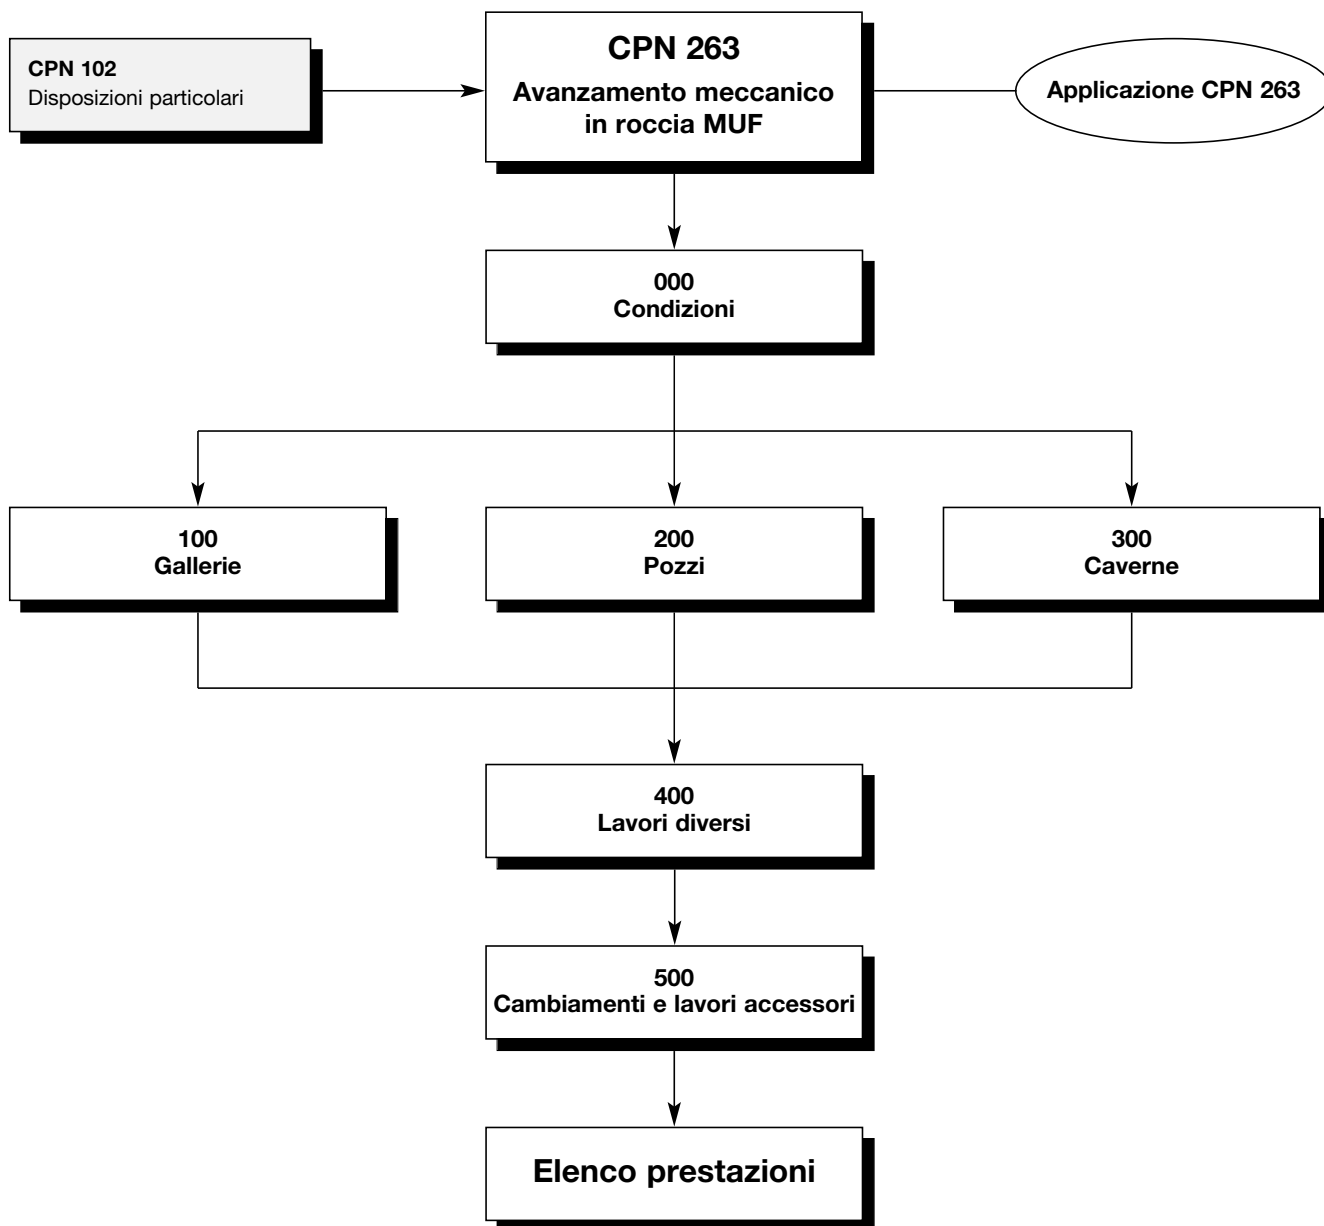 CPN 102
Disposizioni particolari
CPN 263
Avanzamento meccanico
in roccia MUF
Applicazione CPN 263
000
Condizioni
100
Gallerie
200
Pozzi
300
Caverne
400
Lavori diversi
500
Cambiamenti e lavori accessori
Elenco prestazioni